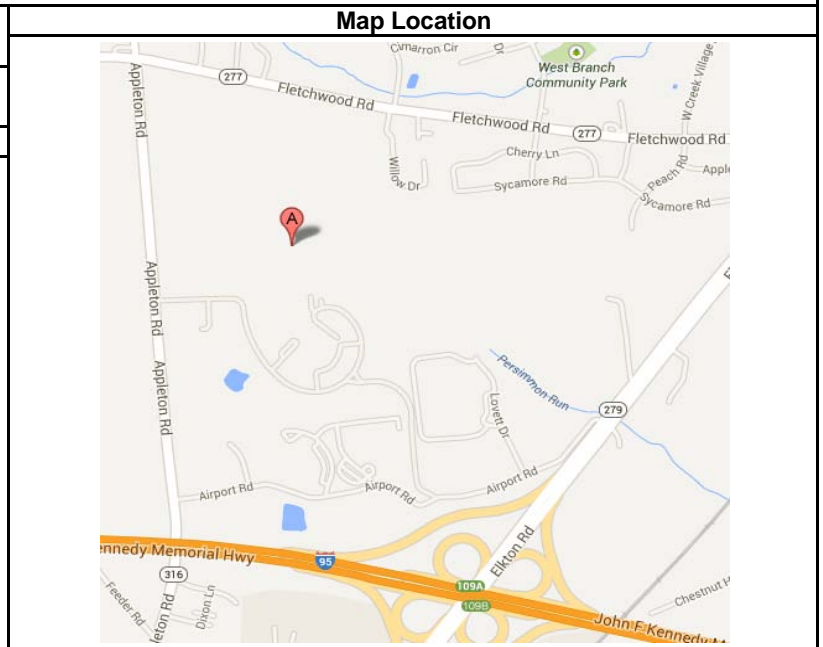 Map Location
Cimarron Cir
Dr
West Branch
Community Park
W Creek Village
277
Fletchwood Rd
Appleton Rd
Fletchwood Rd
277
Fletchwood Rd
Cherry Ln
Willow Dr
Sycamore Rd
Peach Rd
Appl
Sycamore Rd
A
Appleton Rd
Appleton Rd
Persimmon Run
Lovett Dr
279
Airport Rd
Airport Rd
Airport Rd
Elkton Rd
ennedy Memorial Hwy
95
316
109A
109B
Feeder Rd
Dixon Ln
leton Rd
Chestnut H
John F Kennedy M